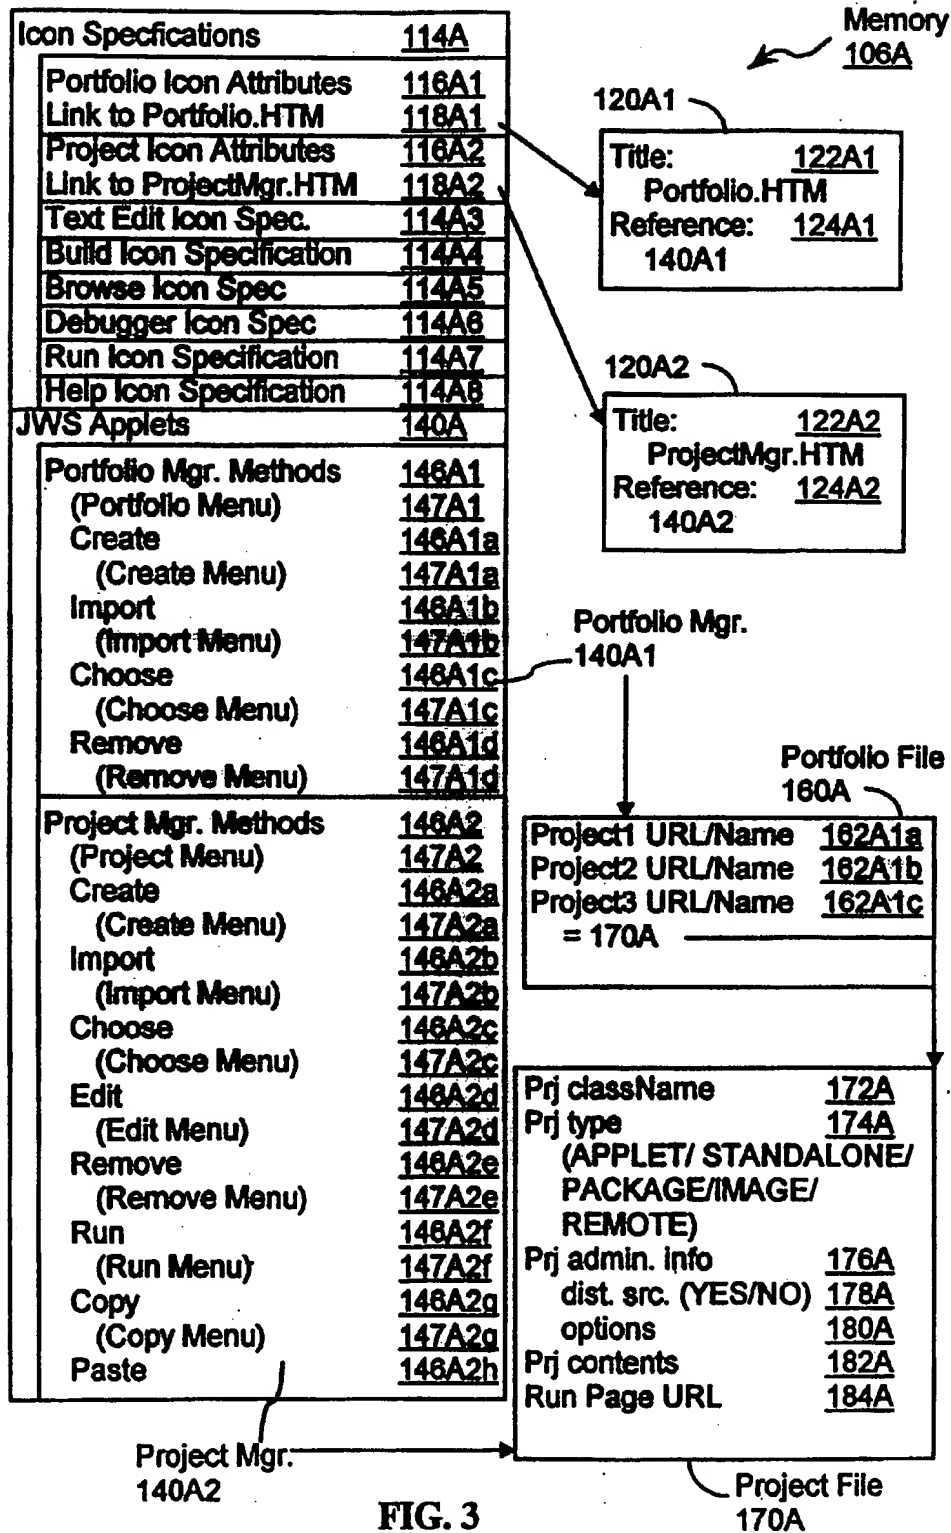 Icon Specfications 114A
Portfolio Icon Attributes 116A1
Link to Portfolio.HTM 118A1
Project Icon Attributes 116A2
Link to ProjectMgr.HTM 118A2
Text Edit Icon Spec. 114A3
Build Icon Specification 114A4
Browse Icon Spec 114A5
Debugger Icon Spec 114A6
Run Icon Specification 114A7
Help Icon Specification 114A8
JWS Applets 140A
Portfolio Mgr. Methods 146A1
(Portfolio Menu) 147A1
Create 146A1a
(Create Menu) 147A1a
Import 146A1b
(Import Menu) 147A1b
Choose 146A1c
(Choose Menu) 147A1c
Remove 146A1d
(Remove Menu) 147A1d
Project Mgr. Methods 146A2
(Project Menu) 147A2
Create 146A2a
(Create Menu) 147A2a
Import 146A2b
(Import Menu) 147A2b
Choose 146A2c
(Choose Menu) 147A2c
Edit 146A2d
(Edit Menu) 147A2d
Remove 146A2e
(Remove Menu) 147A2e
Run 146A2f
(Run Menu) 147A2f
Copy 146A2g
(Copy Menu) 147A2g
Paste 146A2h
Project Mgr.
140A2
Memory
106A
120A1
Title: 122A1
Portfolio.HTM
Reference: 124A1
140A1
120A2
Title: 122A2
ProjectMgr.HTM
Reference: 124A2
140A2
Portfolio Mgr.
140A1
Portfolio File
160A
Project1 URL/Name 162A1a
Project2 URL/Name 162A1b
Project3 URL/Name 162A1c
= 170A
Prj className 172A
Prj type 174A
(APPLET/ STANDALONE/
PACKAGE/IMAGE/
REMOTE)
Prj admin. info 176A
dist. src. (YES/NO) 178A
options 180A
Prj contents 182A
Run Page URL 184A
Project File
170A
FIG. 3